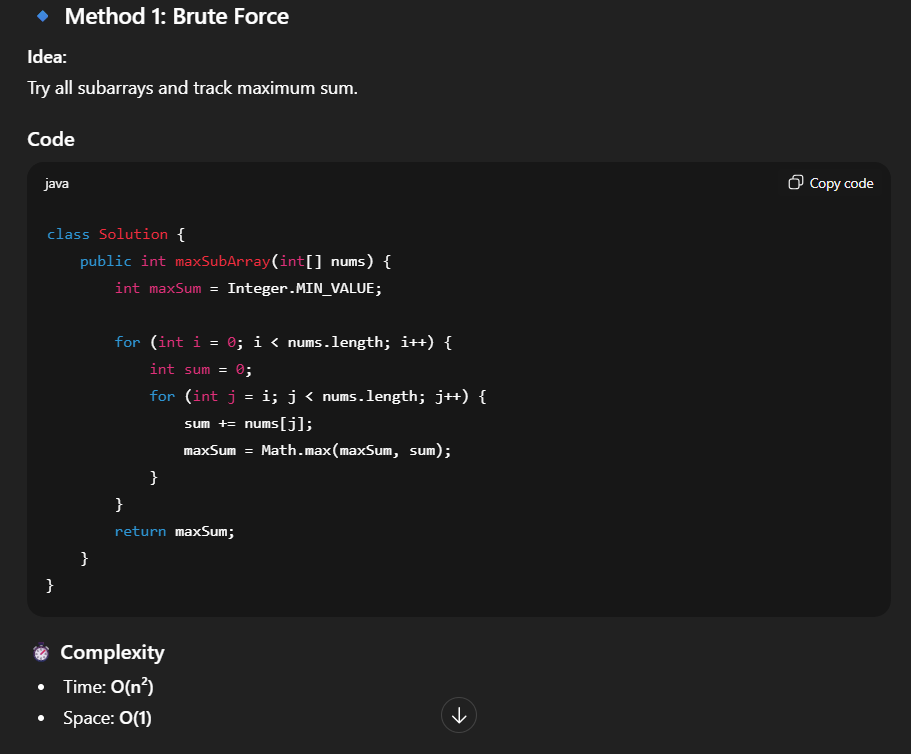 Method 1: Brute Force
Idea:
Try all subarrays and track maximum sum.
Code
java
Copy code
class Solution {
    public int maxSubArray(int[] nums) {
        int maxSum = Integer.MIN_VALUE;
        for (int i = 0; i < nums.length; i++) {
            int sum = 0;
            for (int j = i; j < nums.length; j++) {
                sum += nums[j];
                maxSum = Math.max(maxSum, sum);
            }
        }
        return maxSum;
    }
}
Complexity
• Time: O(n²)
• Space: O(1)